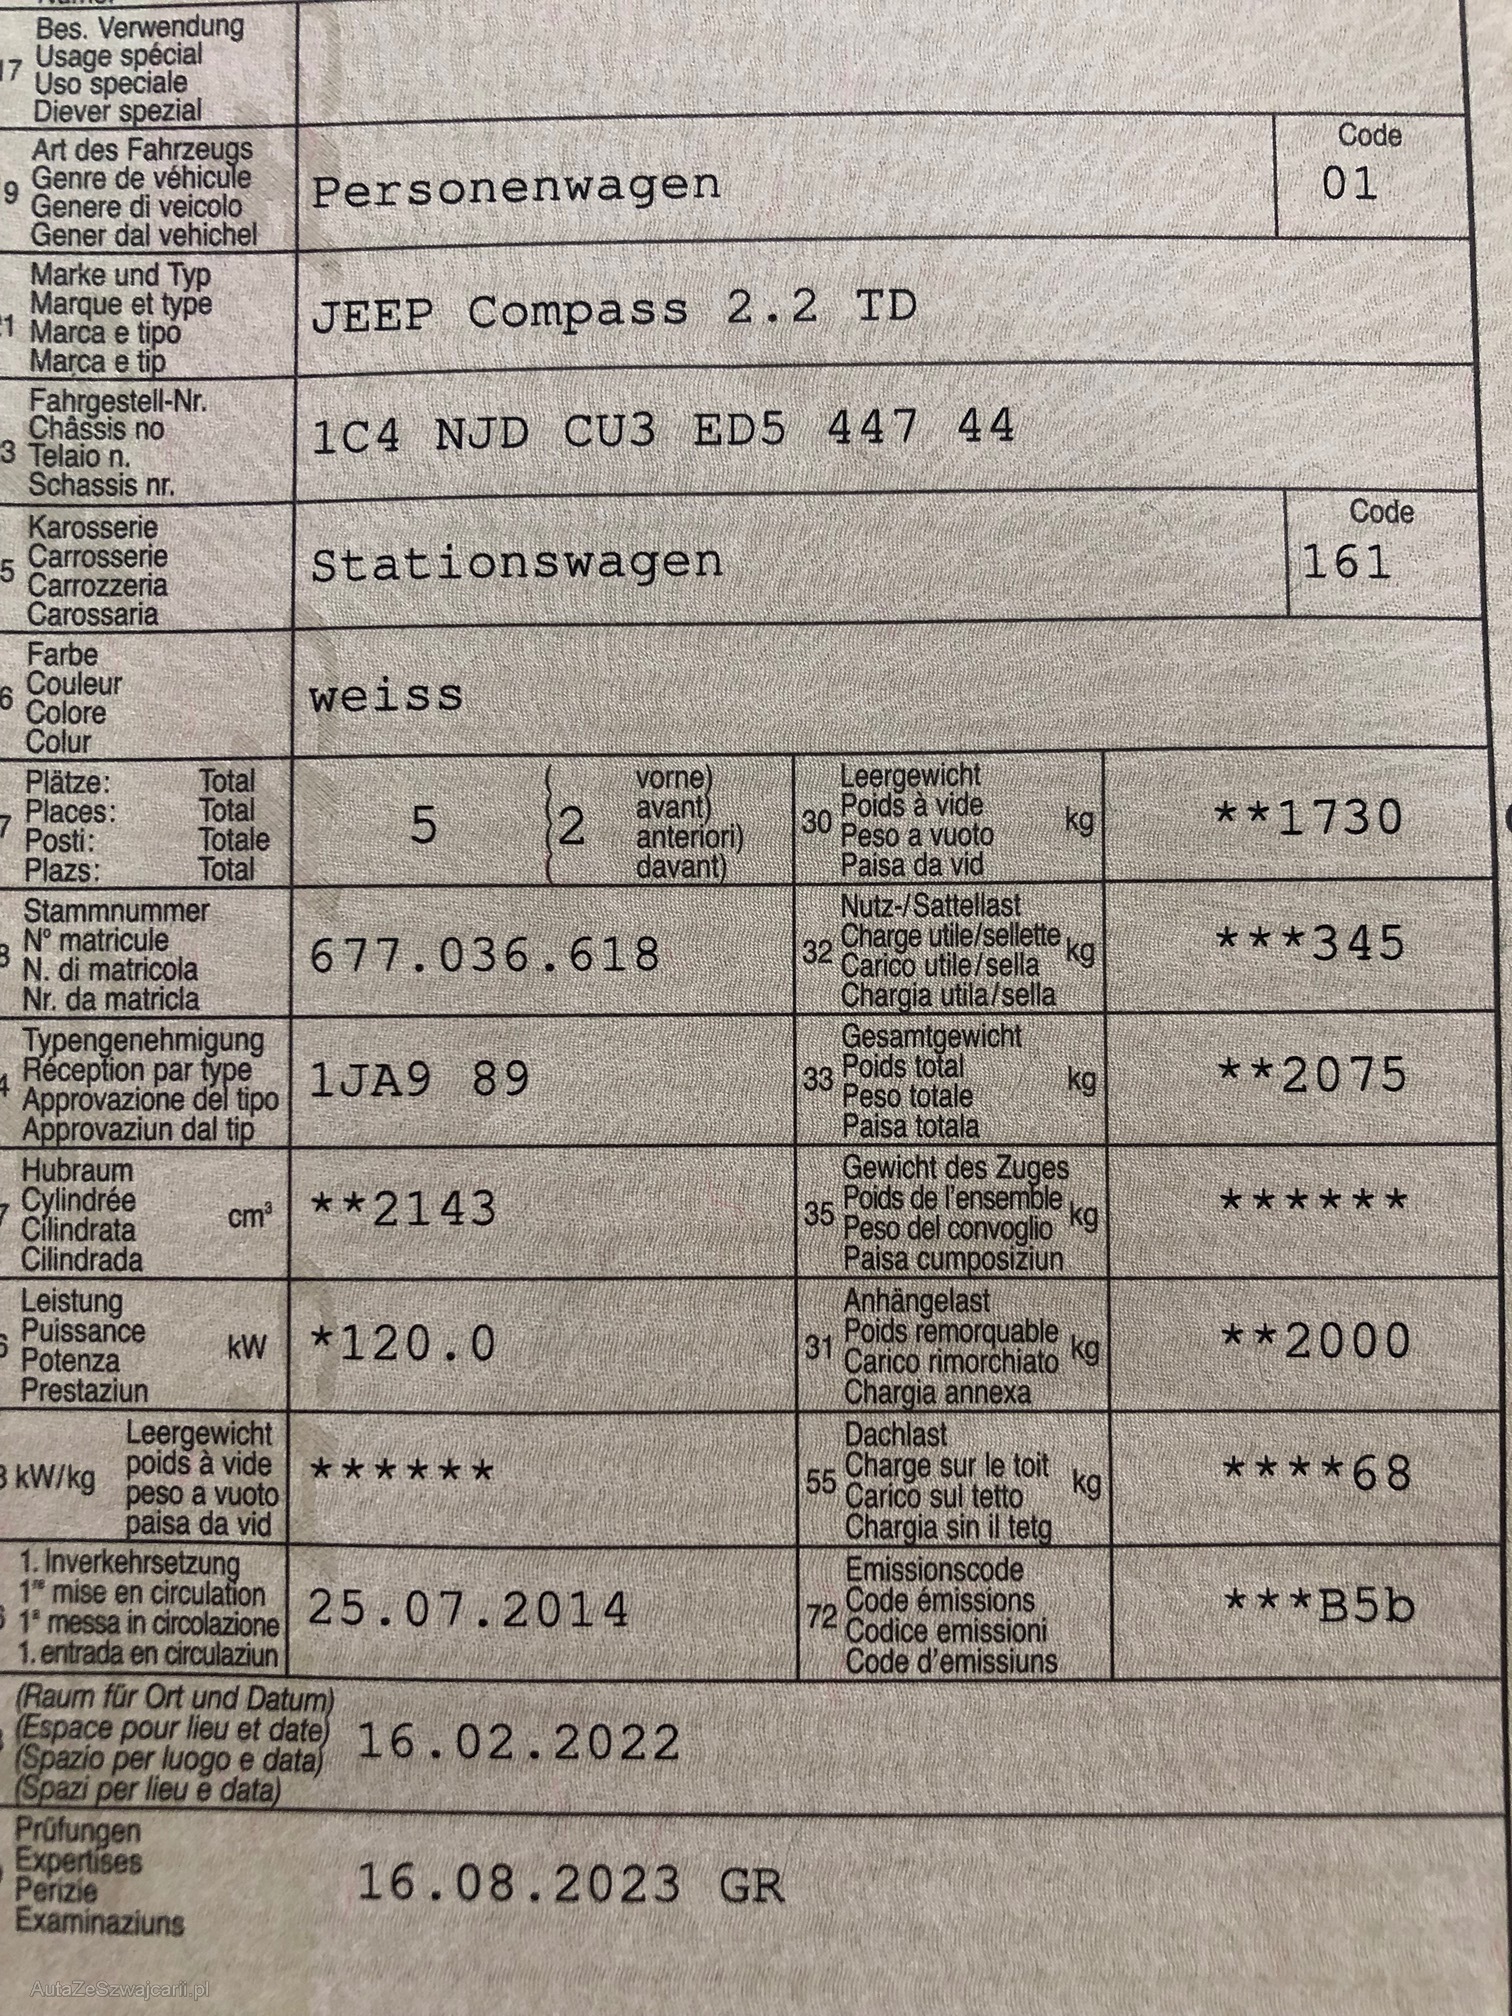 17 Bes. Verwendung
Usage spécial
Uso speciale
Diever spezial
Art des Fahrzeugs
9 Genre de véhicule
Genere di veicolo
Gener dal vehichel
Personenwagen
Code
01
Marke und Typ
Marque et type
21 Marca e tipo
Marca e tip
JEEP Compass 2.2 TD
Fahrgestell-Nr.
Châssis no
3 Telaio n.
Schassis nr.
1C4 NJD CU3 ED5 447 44
Karosserie
5 Carrosserie
Carrozzeria
Carossaria
Stationswagen
Code
161
Farbe
6 Couleur
Colore
Colur
weiss
Plätze: Total
7 Places: Total
Posti: Totale
Plazs: Total
5 (2 vorne)
avant)
anteriori)
davant)
30 Leergewicht
Poids à vide
Peso a vuoto
Paisa da vid
kg
**1730
Stammnummer
8 N° matricule
N. di matricola
Nr. da matricla
677.036.618
32 Nutz-/Sattellast
Charge utile/sellette
Carico utile/sella
Chargia utila/sella
kg
***345
Typengenehmigung
4 Réception par type
Approvazione del tipo
Approvaziun dal tip
1JA9 89
33 Gesamtgewicht
Poids total
Peso totale
Paisa totala
kg
**2075
Hubraum
7 Cylindrée
Cilindrata
Cilindrada
cm³
**2143
35 Gewicht des Zuges
Poids de l'ensemble
Peso del convoglio
Paisa cumposiziun
kg
******
Leistung
6 Puissance
Potenza
Prestaziun
kW
*120.0
31 Anhängelast
Poids remorquable
Carico rimorchiato
Chargia annexa
kg
**2000
8 kW/kg
Leergewicht
poids à vide
peso a vuoto
paisa da vid
******
55 Dachlast
Charge sur le toit
Carico sul tetto
Chargia sin il tetg
kg
****68
1. Inverkehrsetzung
1re mise en circulation
6 1a messa in circolazione
1. entrada en circulaziun
25.07.2014
72 Emissionscode
Code émissions
Codice emissioni
Code d'emissiuns
***B5b
(Raum für Ort und Datum)
(Espace pour lieu et date)
(Spazio per luogo e data)
(Spazi per lieu e data)
16.02.2022
Prüfungen
Expertises
Perizie
Examinaziuns
16.08.2023 GR
AutaZeSzwajcarii.pl